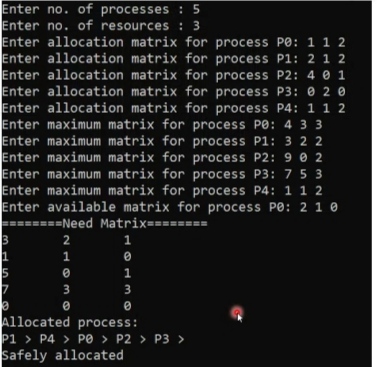 Enter no. of processes : 5
Enter no. of resources : 3
Enter allocation matrix for process P0: 1 1 2
Enter allocation matrix for process P1: 2 1 2
Enter allocation matrix for process P2: 4 0 1
Enter allocation matrix for process P3: 0 2 0
Enter allocation matrix for process P4: 1 1 2
Enter maximum matrix for process P0: 4 3 3
Enter maximum matrix for process P1: 3 2 2
Enter maximum matrix for process P2: 9 0 2
Enter maximum matrix for process P3: 7 5 3
Enter maximum matrix for process P4: 1 1 2
Enter available matrix for process P0: 2 1 0
========Need Matrix========
3 2 1
1 1 0
5 0 1
7 3 3
0 0 0
Allocated process:
P1 > P4 > P0 > P2 > P3 >
Safely allocated